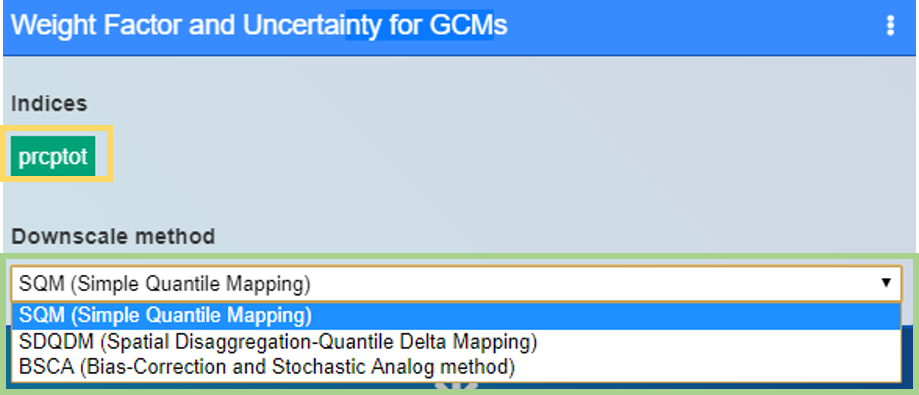 Weight Factor and Uncertainty for GCMs
Indices
prcptot
Downscale method
SQM (Simple Quantile Mapping)
SQM (Simple Quantile Mapping)
SDQDM (Spatial Disaggregation-Quantile Delta Mapping)
BSCA (Bias-Correction and Stochastic Analog method)